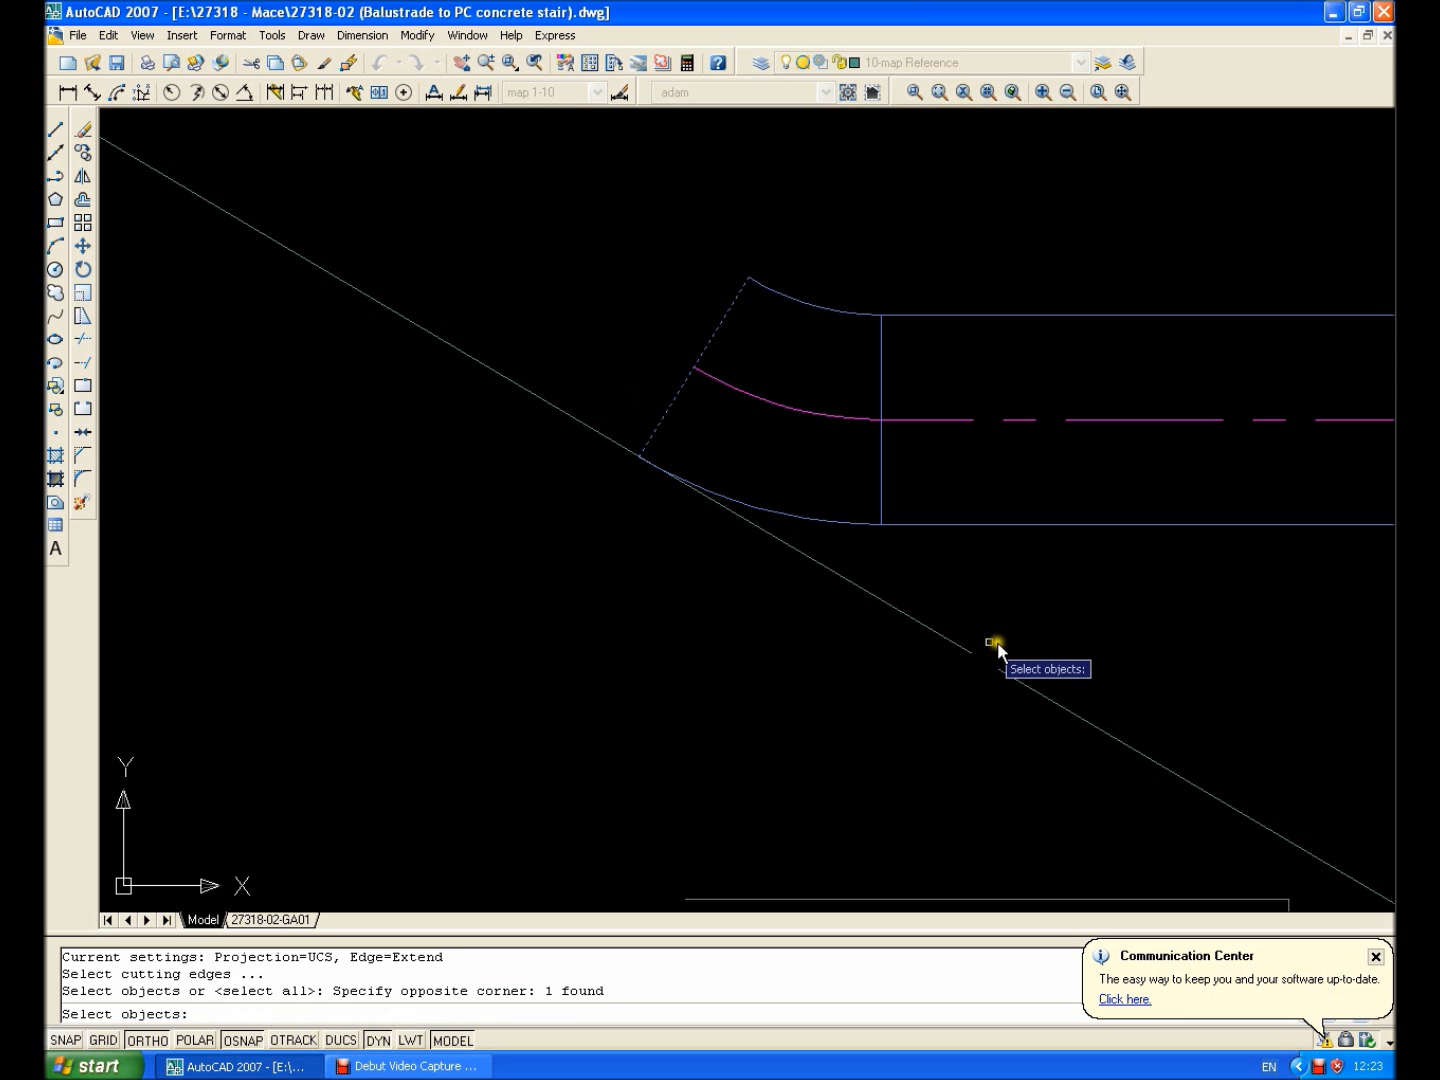 AutoCAD 2007 - [E:\27318 - Mace\27318-02 (Balustrade to PC concrete stair).dwg]
File Edit View Insert Format Tools Draw Dimension Modify Window Help Express
10-map Reference
map 1-10
adam
A
Select objects:
Y
X
Model 27318-02-GA01
Current settings: Projection=UCS, Edge=Extend
Select cutting edges ...
Select objects or <select all>: Specify opposite corner: 1 found
Select objects:
Communication Center
The easy way to keep you and your software up-to-date.
Click here.
SNAP GRID ORTHO POLAR OSNAP OTRACK DUCS DYN LWT MODEL
start AutoCAD 2007 - [E:\... Debut Video Capture ... EN 12:23